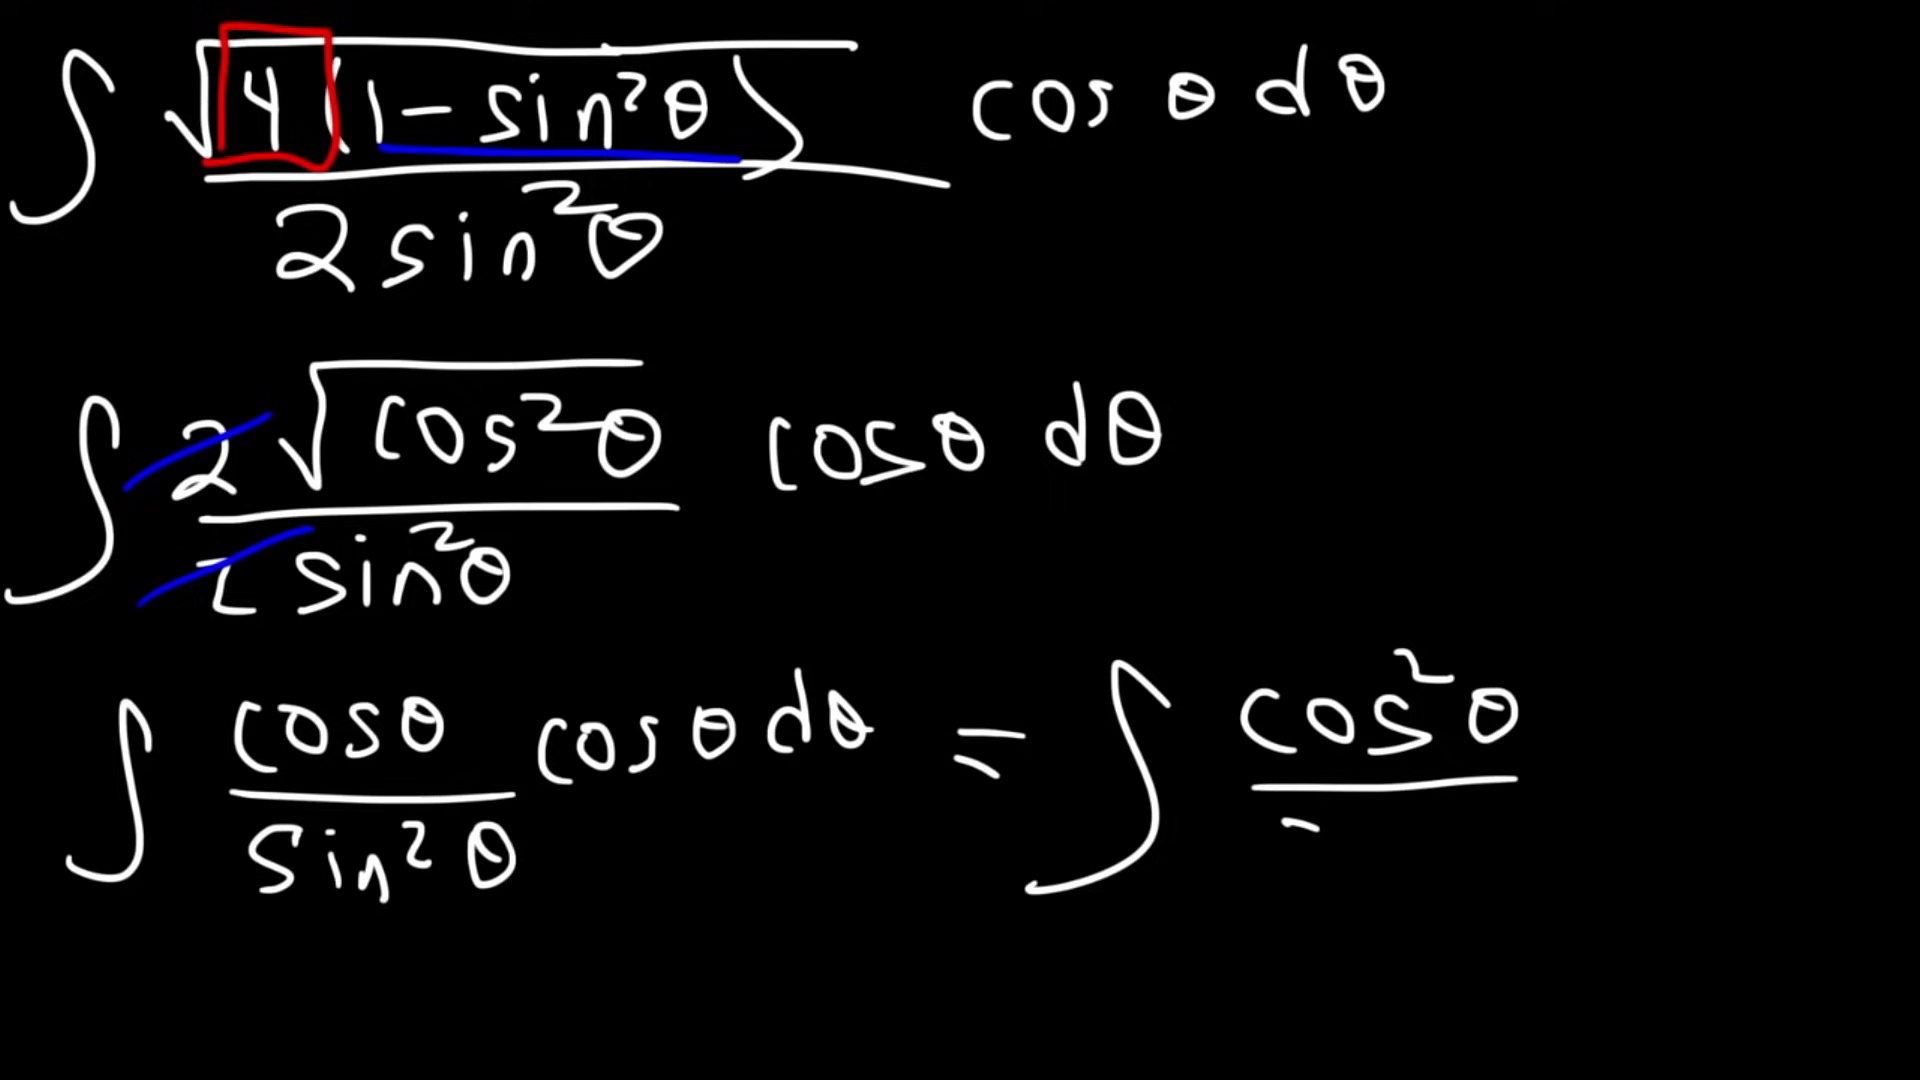 ∫ √(4(1-sin²θ)) / (2sin²θ) cosθ dθ
∫ 2√(cos²θ) / (2sin²θ) cosθ dθ
∫ cosθ / sin²θ cosθ dθ = ∫ cos²θ /